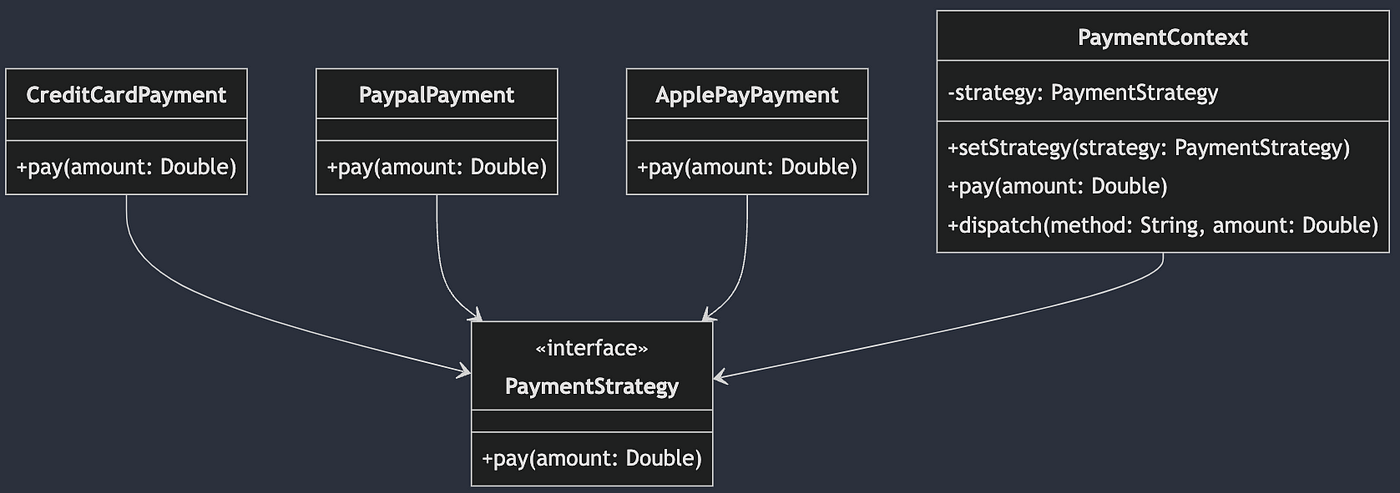 CreditCardPayment
+pay(amount: Double)
PaypalPayment
+pay(amount: Double)
ApplePayPayment
+pay(amount: Double)
PaymentContext
-strategy: PaymentStrategy
+setStrategy(strategy: PaymentStrategy)
+pay(amount: Double)
+dispatch(method: String, amount: Double)
«interface»
PaymentStrategy
+pay(amount: Double)